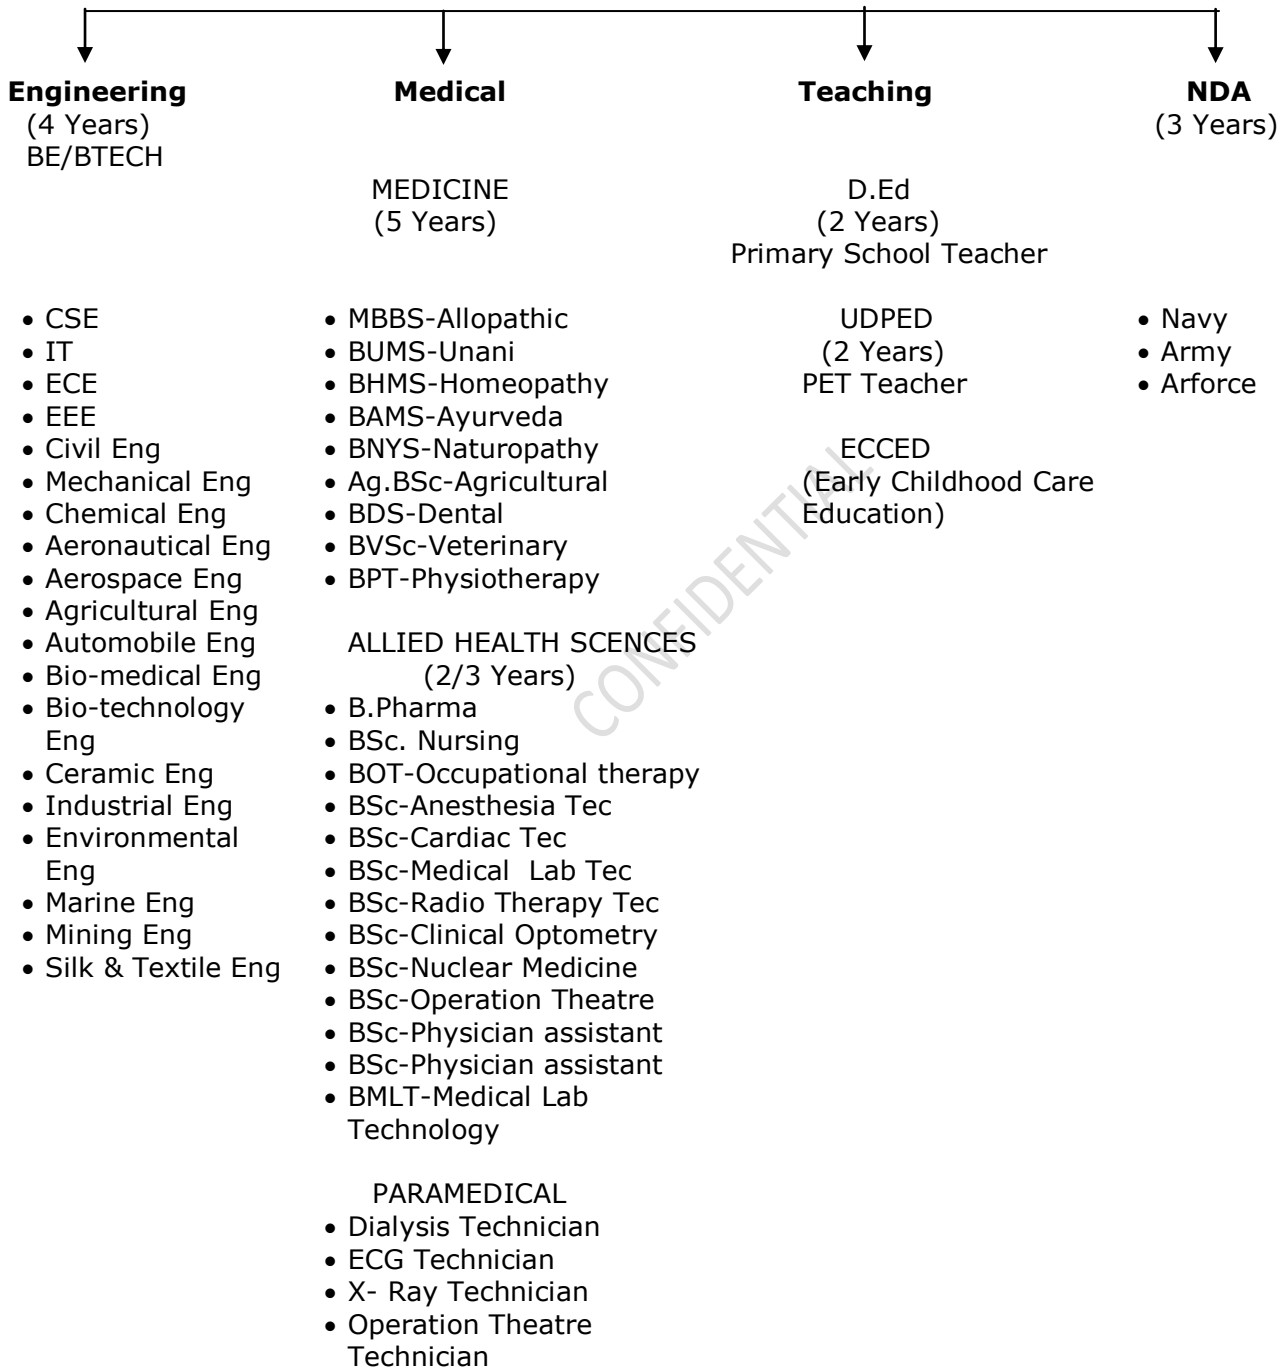 Engineering
(4 Years)
BE/BTECH
• CSE
• IT
• ECE
• EEE
• Civil Eng
• Mechanical Eng
• Chemical Eng
• Aeronautical Eng
• Aerospace Eng
• Agricultural Eng
• Automobile Eng
• Bio-medical Eng
• Bio-technology
Eng
• Ceramic Eng
• Industrial Eng
• Environmental
Eng
• Marine Eng
• Mining Eng
• Silk & Textile Eng
Medical
MEDICINE
(5 Years)
• MBBS-Allopathic
• BUMS-Unani
• BHMS-Homeopathy
• BAMS-Ayurveda
• BNYS-Naturopathy
• Ag.BSc-Agricultural
• BDS-Dental
• BVSc-Veterinary
• BPT-Physiotherapy
ALLIED HEALTH SCENCES
(2/3 Years)
• B.Pharma
• BSc. Nursing
• BOT-Occupational therapy
• BSc-Anesthesia Tec
• BSc-Cardiac Tec
• BSc-Medical Lab Tec
• BSc-Radio Therapy Tec
• BSc-Clinical Optometry
• BSc-Nuclear Medicine
• BSc-Operation Theatre
• BSc-Physician assistant
• BSc-Physician assistant
• BMLT-Medical Lab
Technology
PARAMEDICAL
• Dialysis Technician
• ECG Technician
• X- Ray Technician
• Operation Theatre
Technician
Teaching
D.Ed
(2 Years)
Primary School Teacher
UDPED
(2 Years)
PET Teacher
ECCED
(Early Childhood Care
Education)
NDA
(3 Years)
• Navy
• Army
• Arforce
CONFIDENTIAL